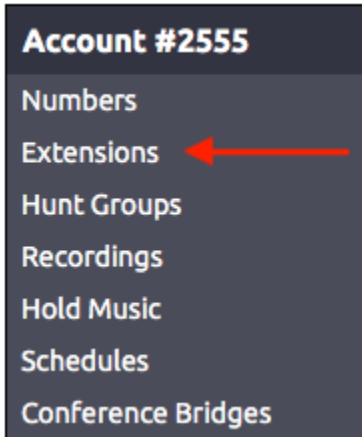 Account #2555
Numbers
Extensions
Hunt Groups
Recordings
Hold Music
Schedules
Conference Bridges